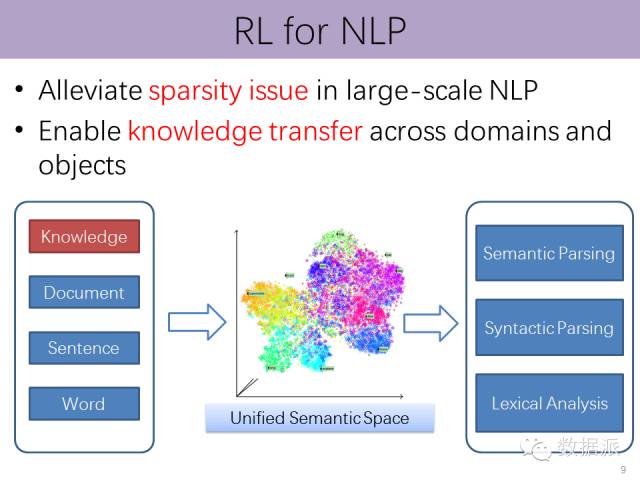 RL for NLP
• Alleviate sparsity issue in large-scale NLP
• Enable knowledge transfer across domains and
objects
Knowledge
Document
Sentence
Word
Unified Semantic Space
Semantic Parsing
Syntactic Parsing
Lexical Analysis
数据派
9